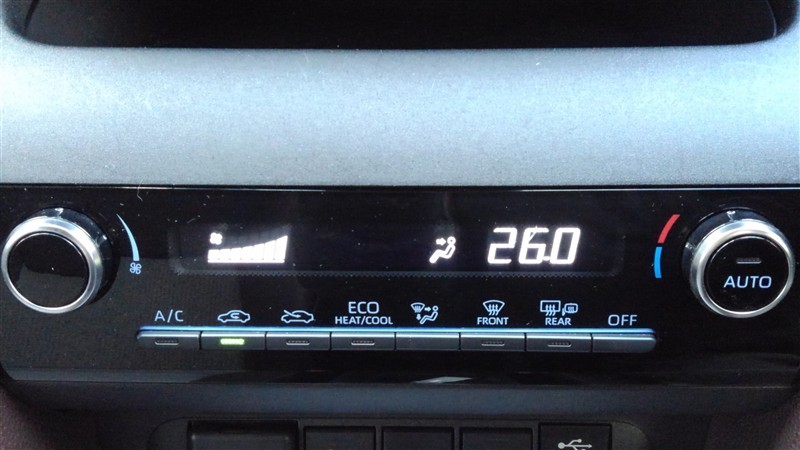 26.0
AUTO
A/C
ECO
HEAT/COOL
FRONT
REAR
OFF